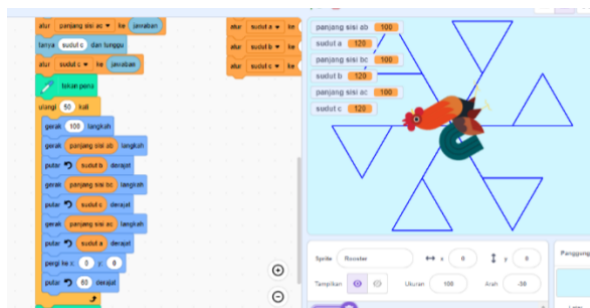 atur panjang sisi ac ke jawaban
tanya sudut c dan tunggu
atur sudut c ke jawaban
tekan pena
ulangi 50 kali
gerak 100 langkah
gerak panjang sisi ab langkah
putar sudut b derajat
gerak panjang sisi bc langkah
putar sudut c derajat
gerak panjang sisi ac langkah
putar sudut a derajat
pergi ke x: 0 y: 0
putar 60 derajat
atur sudut a ke
atur sudut b ke
atur sudut c ke
panjang sisi ab 100
sudut a 120
panjang sisi bc 100
sudut b 120
panjang sisi ac 100
sudut c 120
Sprite Rooster x 0 y 0
Tampilkan Ukuran 100 Arah -30
Panggung